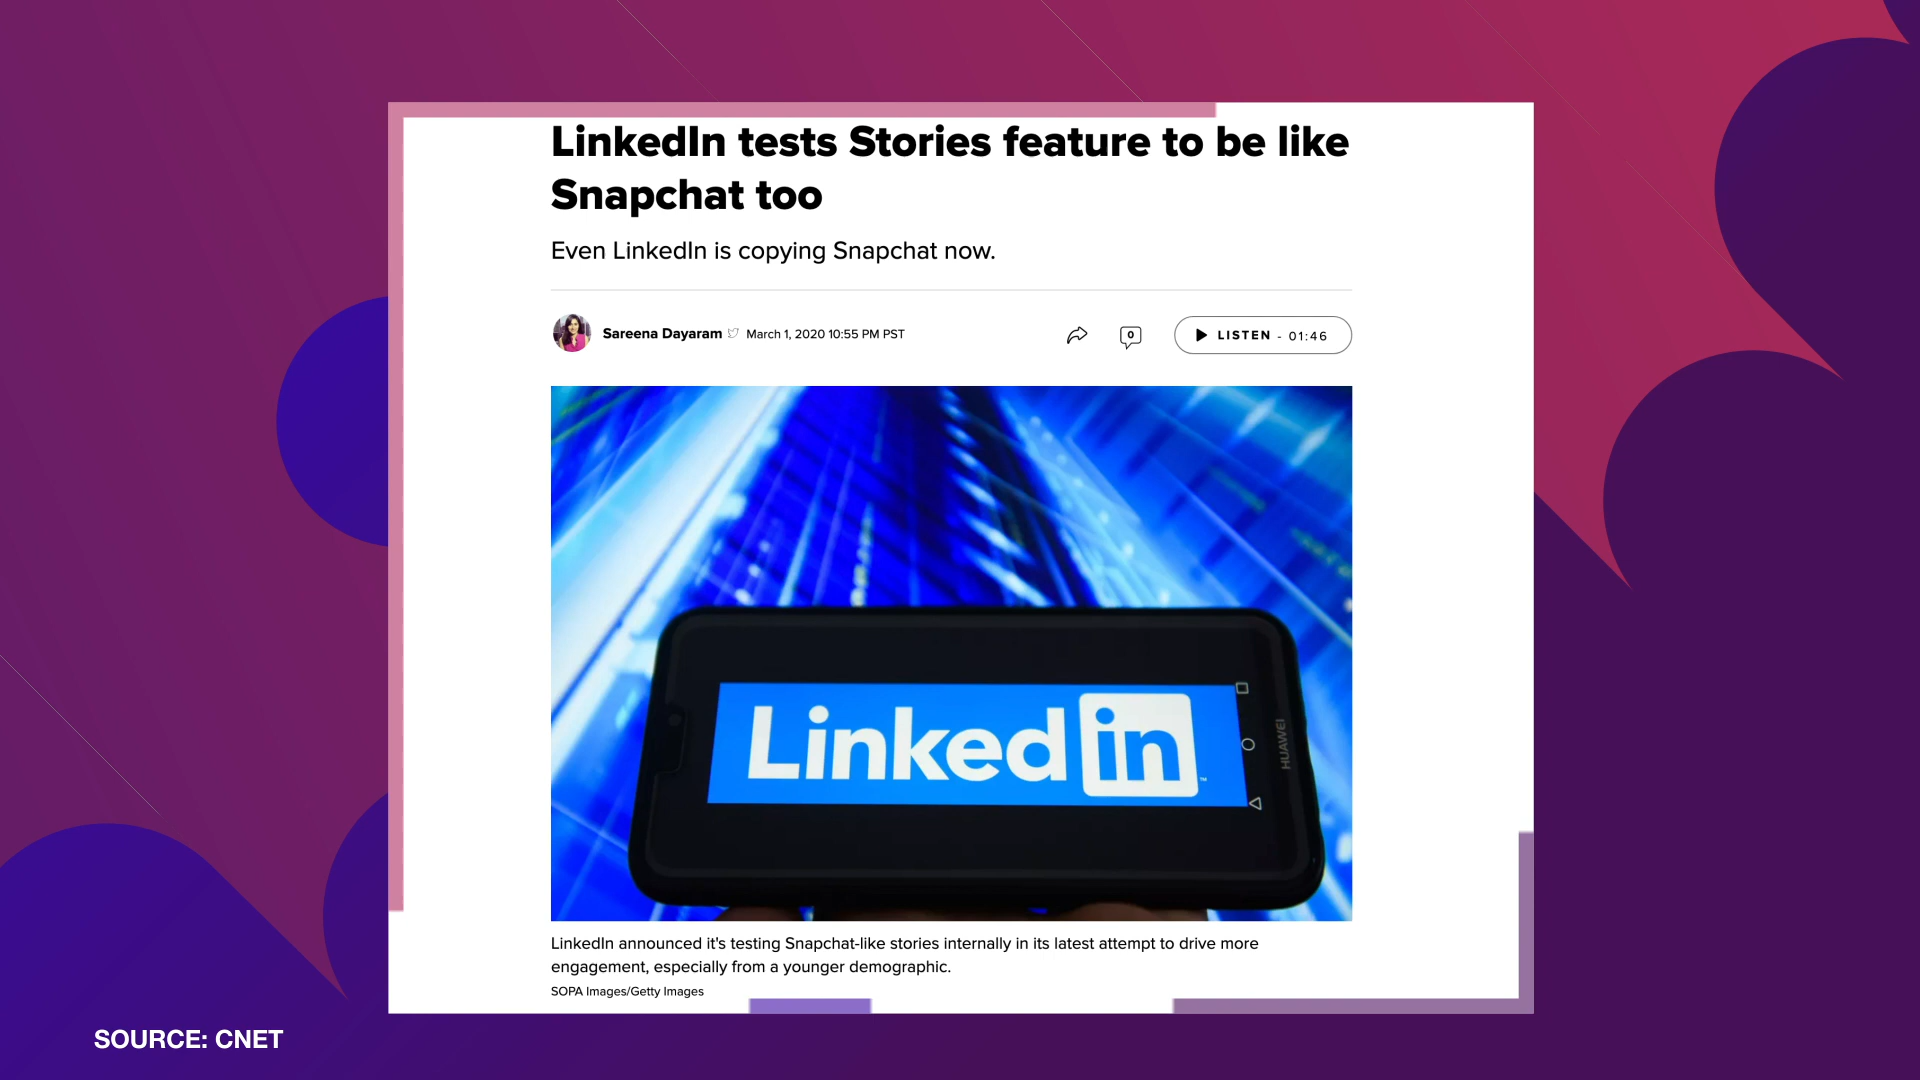 LinkedIn tests Stories feature to be like
Snapchat too
Even LinkedIn is copying Snapchat now.
Sareena Dayaram March 1, 2020 10:55 PM PST
0
LISTEN - 01:46
Linked in ™
HUAWEI
LinkedIn announced it's testing Snapchat-like stories internally in its latest attempt to drive more
engagement, especially from a younger demographic.
SOPA Images/Getty Images
SOURCE: CNET